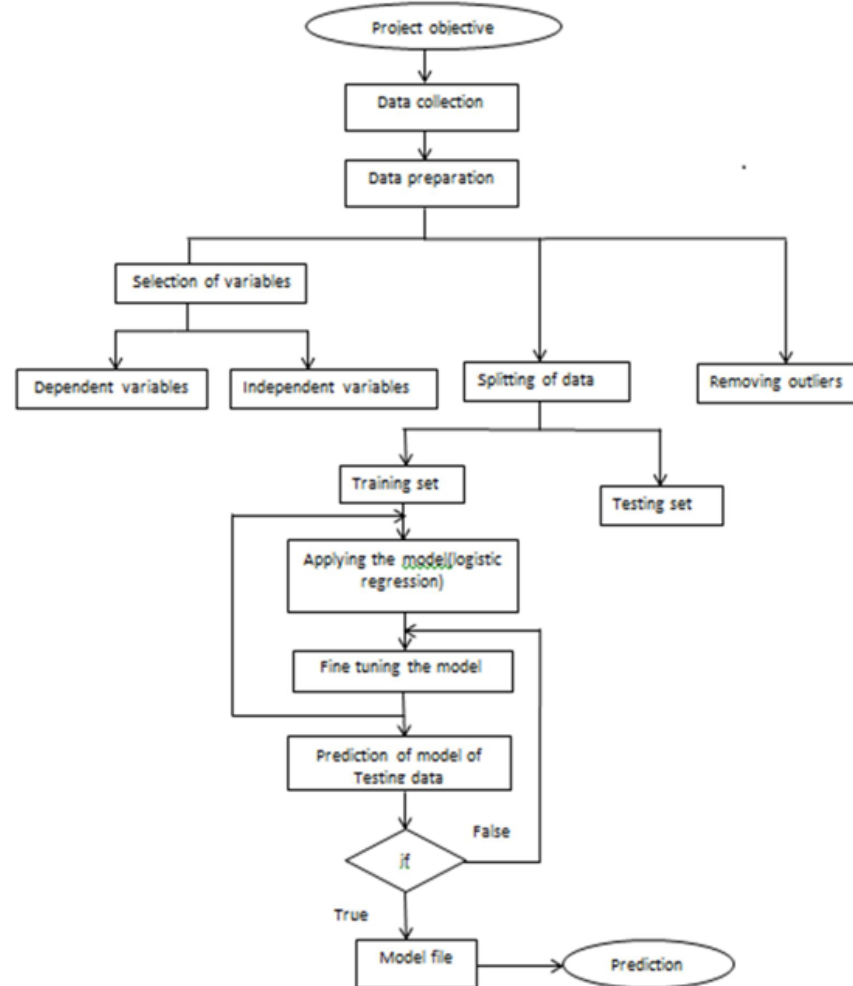 Project objective
Data collection
Data preparation
Selection of variables
Dependent variables
Independent variables
Splitting of data
Removing outliers
Training set
Testing set
Applying the model(logistic
regression)
Fine tuning the model
Prediction of model of
Testing data
False
if
True
Model file
Prediction